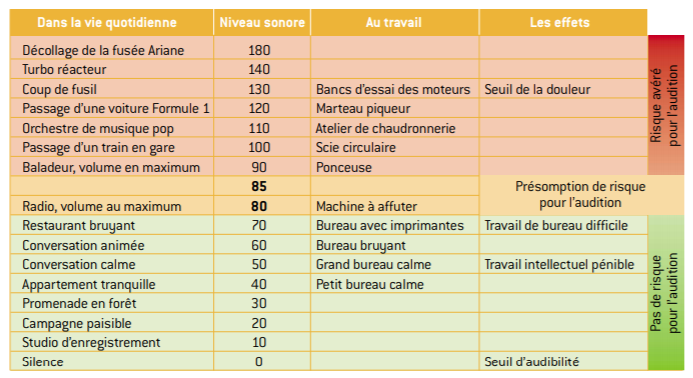 Dans la vie quotidienne Niveau sonore Au travail Les effets
Décollage de la fusée Ariane 180
Turbo réacteur 140
Coup de fusil 130 Bancs d'essai des moteurs Seuil de la douleur
Passage d'une voiture Formule 1 120 Marteau piqueur
Orchestre de musique pop 110 Atelier de chaudronnerie
Passage d'un train en gare 100 Scie circulaire
Baladeur, volume en maximum 90 Ponceuse
Risque avéré
pour l'audition
85
Radio, volume au maximum 80 Machine à affuter
Présomption de risque
pour l'audition
Restaurant bruyant 70 Bureau avec imprimantes Travail de bureau difficile
Conversation animée 60 Bureau bruyant
Conversation calme 50 Grand bureau calme Travail intellectuel pénible
Appartement tranquille 40 Petit bureau calme
Promenade en forêt 30
Campagne paisible 20
Studio d'enregistrement 10
Silence 0 Seuil d'audibilité
Pas de risque
pour l'audition